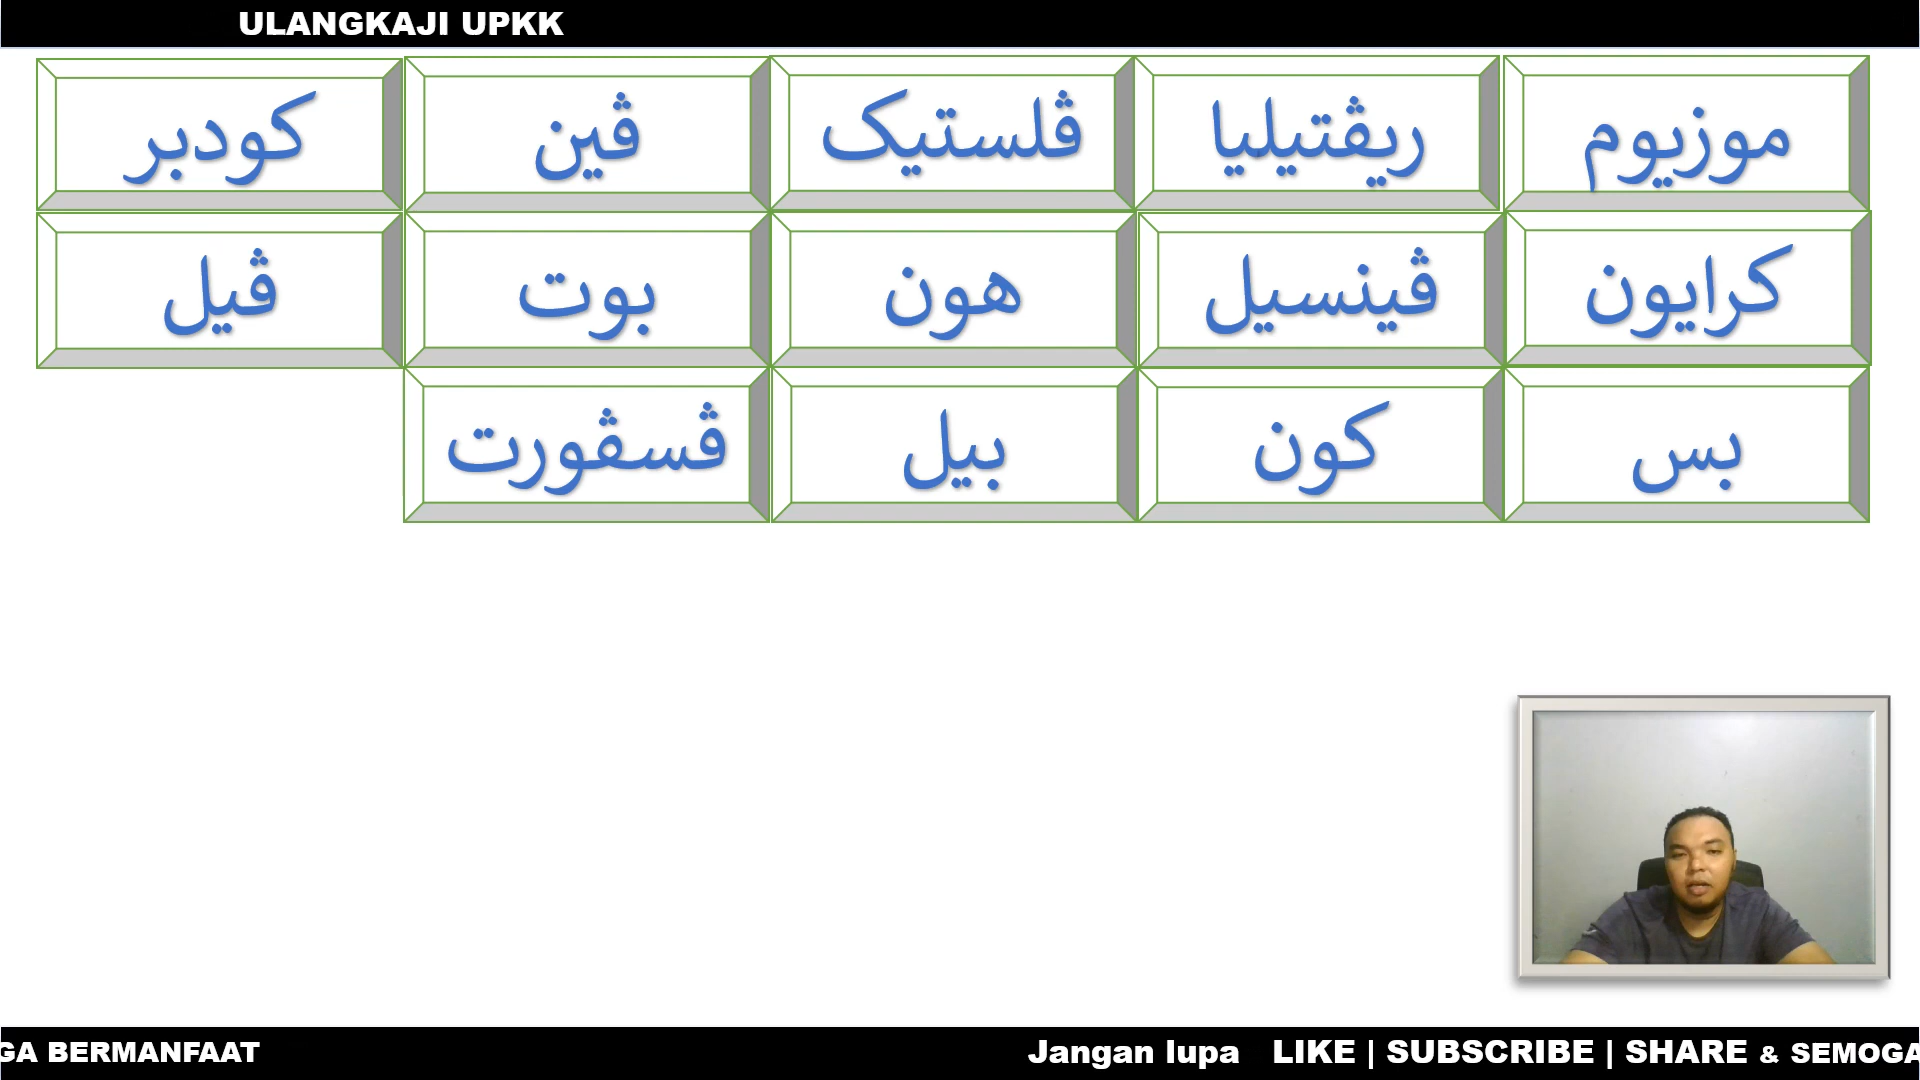 ULANGKAJI UPKK
موزيوم ريڤتيليا ڤلستيک ڤين کودبر
کرايون ڤينسيل هون بوت ڤيل
بس کون بيل ڤسڤورت
GA BERMANFAAT Jangan lupa LIKE | SUBSCRIBE | SHARE & SEMOGA